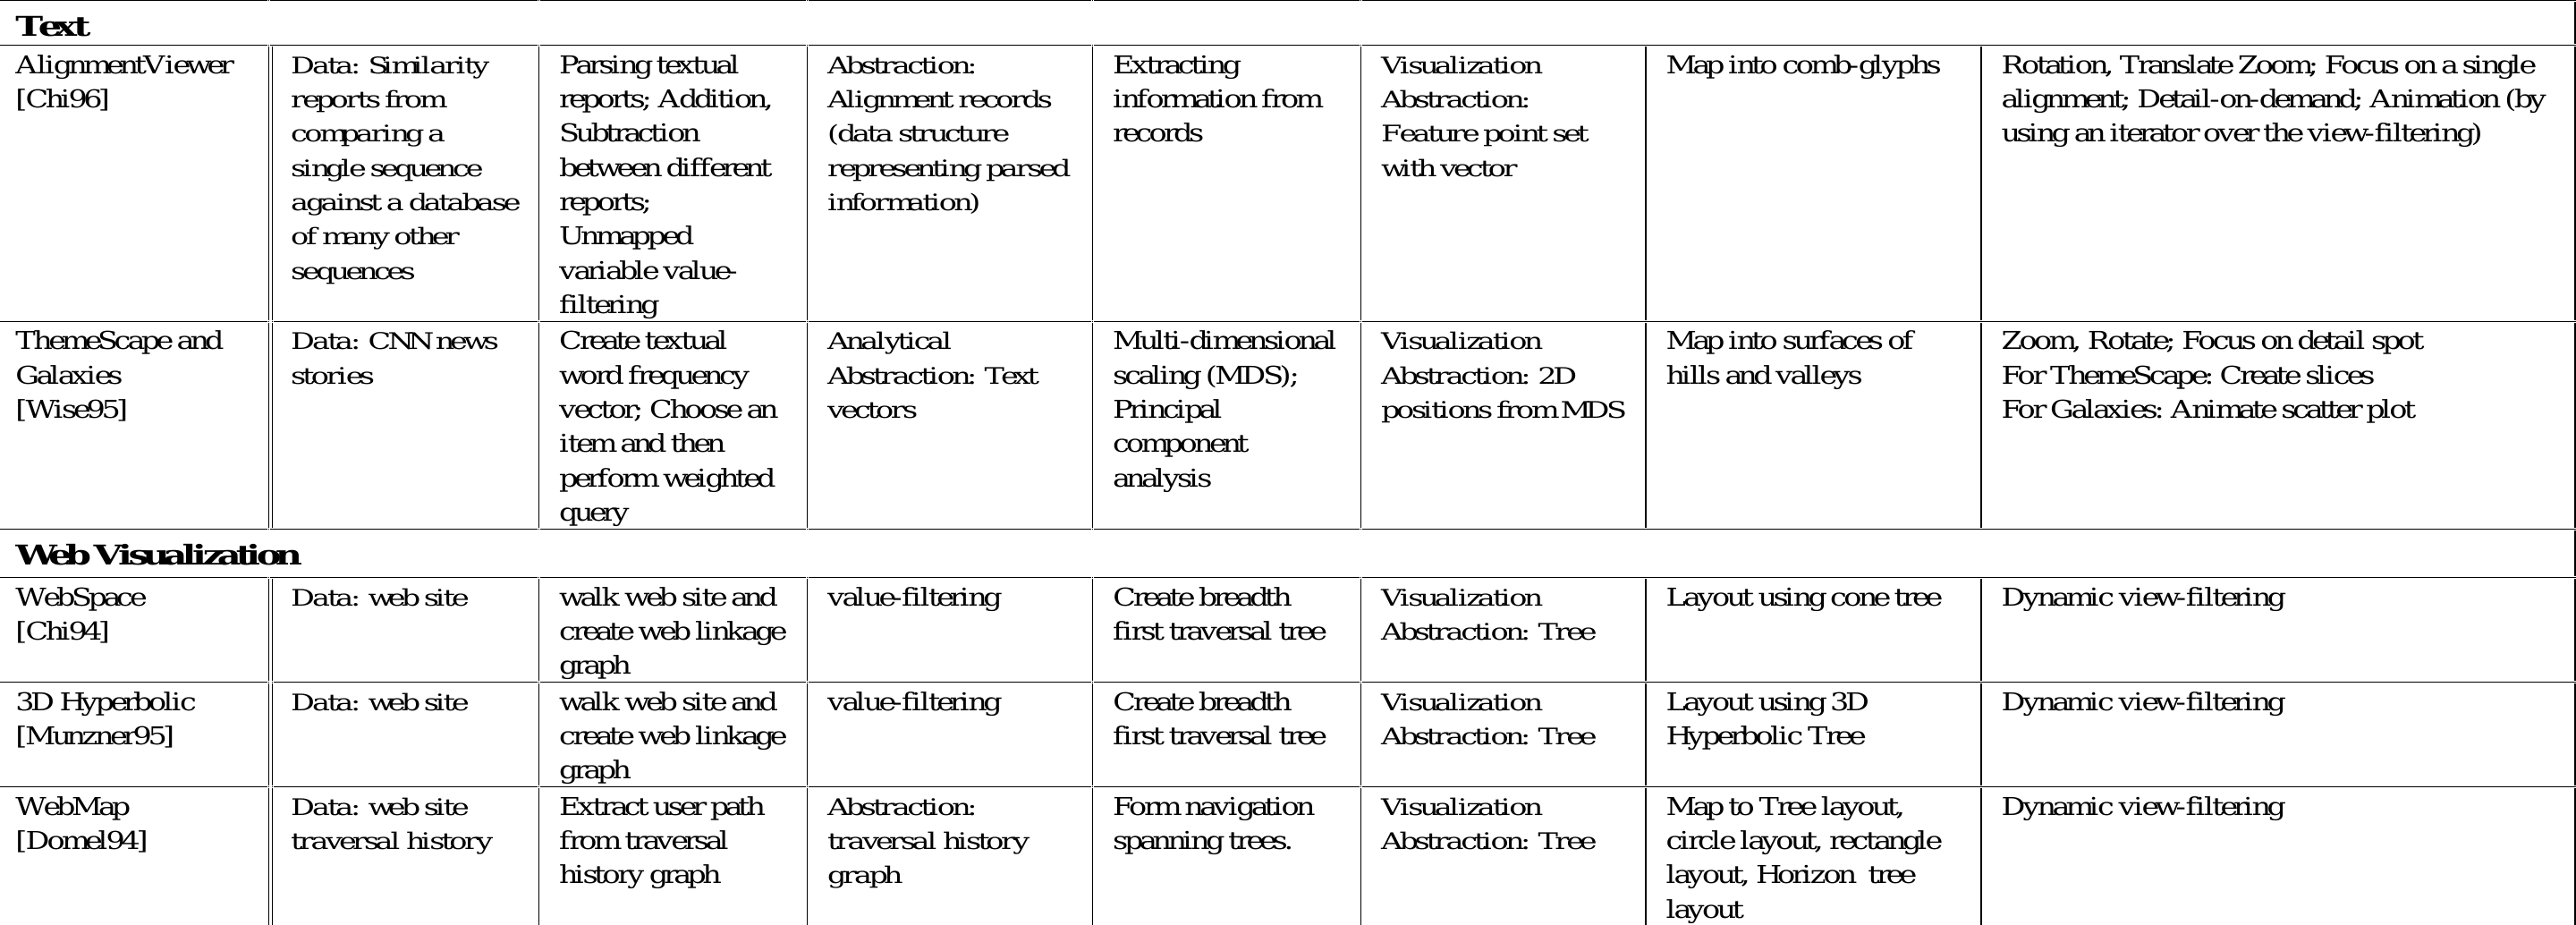 Text
AlignmentViewer
[Chi96]
Data: Similarity
reports from
comparing a
single sequence
against a database
of many other
sequences
Parsing textual
reports; Addition,
Subtraction
between different
reports;
Unmapped
variable value-
filtering
Abstraction:
Alignment records
(data structure
representing parsed
information)
Extracting
information from
records
Visualization
Abstraction:
Feature point set
with vector
Map into comb-glyphs
Rotation, Translate Zoom; Focus on a single
alignment; Detail-on-demand; Animation (by
using an iterator over the view-filtering)
ThemeScape and
Galaxies
[Wise95]
Data: CNN news
stories
Create textual
word frequency
vector; Choose an
item and then
perform weighted
query
Analytical
Abstraction: Text
vectors
Multi-dimensional
scaling (MDS);
Principal
component
analysis
Visualization
Abstraction: 2D
positions from MDS
Map into surfaces of
hills and valleys
Zoom, Rotate; Focus on detail spot
For ThemeScape: Create slices
For Galaxies: Animate scatter plot
Web Visualization
WebSpace
[Chi94]
Data: web site
walk web site and
create web linkage
graph
value-filtering
Create breadth
first traversal tree
Visualization
Abstraction: Tree
Layout using cone tree
Dynamic view-filtering
3D Hyperbolic
[Munzner95]
Data: web site
walk web site and
create web linkage
graph
value-filtering
Create breadth
first traversal tree
Visualization
Abstraction: Tree
Layout using 3D
Hyperbolic Tree
Dynamic view-filtering
WebMap
[Domel94]
Data: web site
traversal history
Extract user path
from traversal
history graph
Abstraction:
traversal history
graph
Form navigation
spanning trees.
Visualization
Abstraction: Tree
Map to Tree layout,
circle layout, rectangle
layout, Horizon tree
layout
Dynamic view-filtering